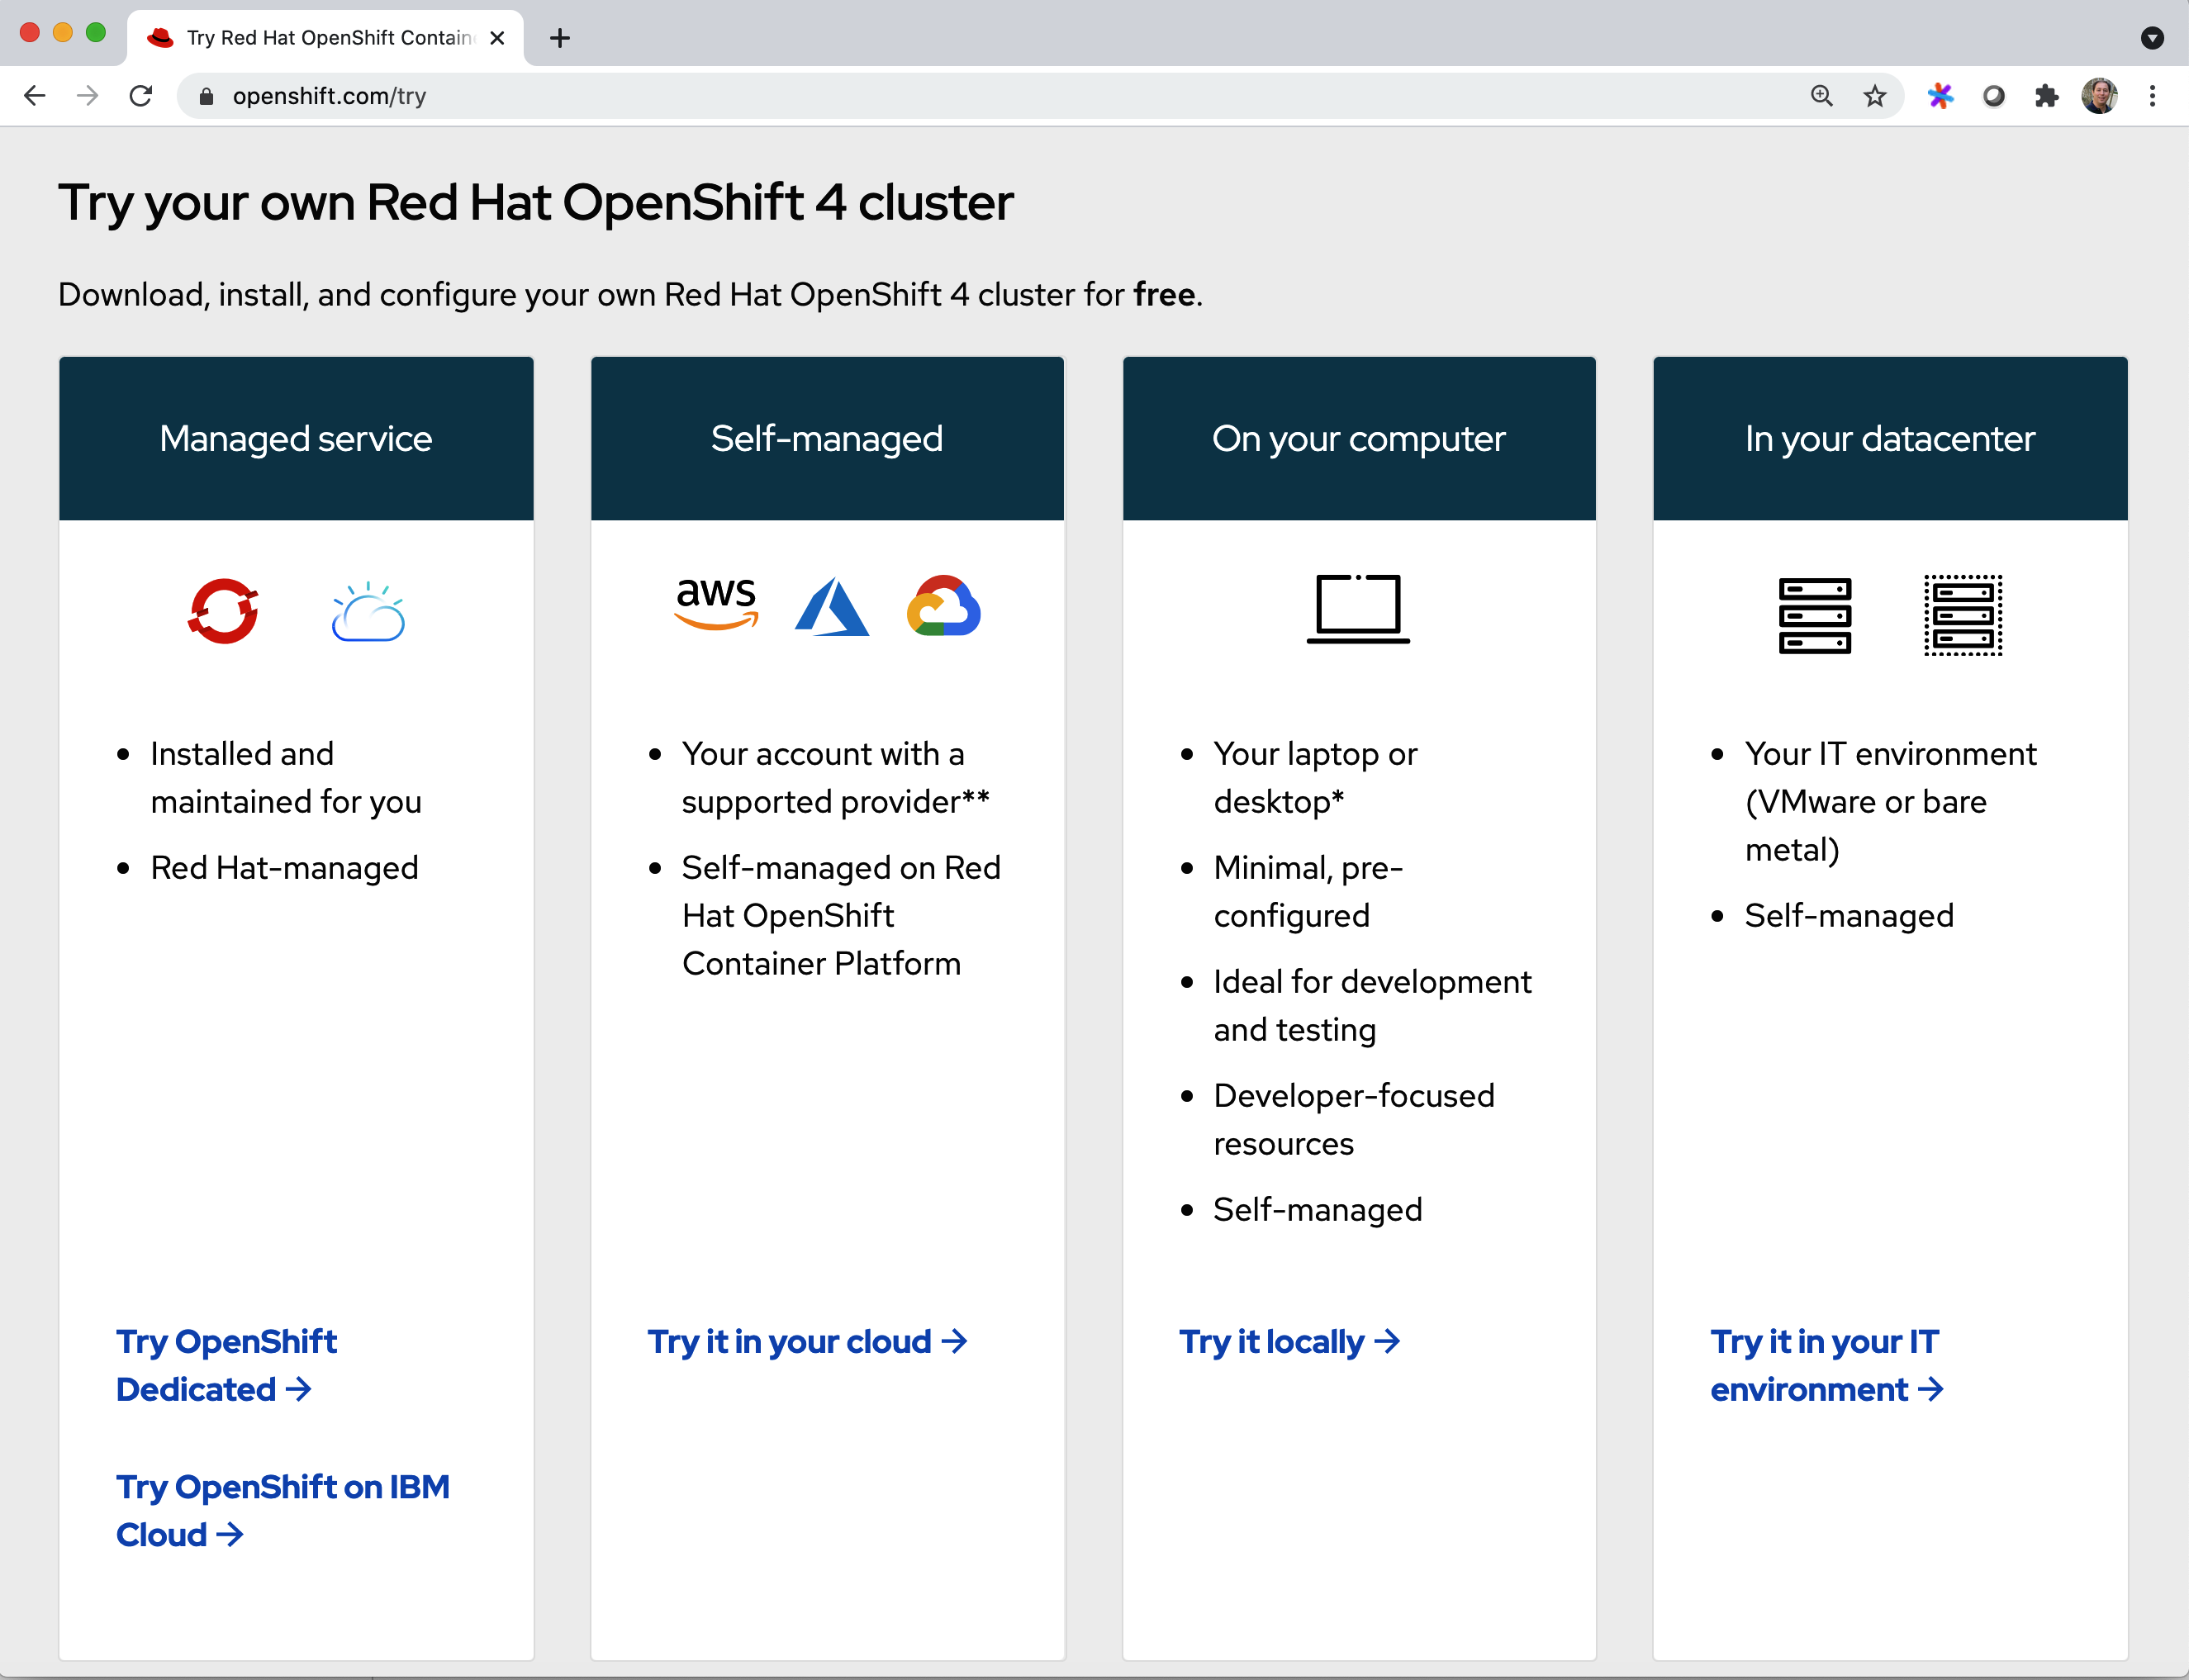 Try Red Hat OpenShift Contain
openshift.com/try
Try your own Red Hat OpenShift 4 cluster
Download, install, and configure your own Red Hat OpenShift 4 cluster for free.
Managed service
Installed and
maintained for you
Red Hat-managed
Try OpenShift
Dedicated →
Try OpenShift on IBM
Cloud →
Self-managed
aws
Your account with a
supported provider**
Self-managed on Red
Hat OpenShift
Container Platform
Try it in your cloud →
On your computer
Your laptop or
desktop*
Minimal, pre-
configured
Ideal for development
and testing
Developer-focused
resources
Self-managed
Try it locally →
In your datacenter
Your IT environment
(VMware or bare
metal)
Self-managed
Try it in your IT
environment →